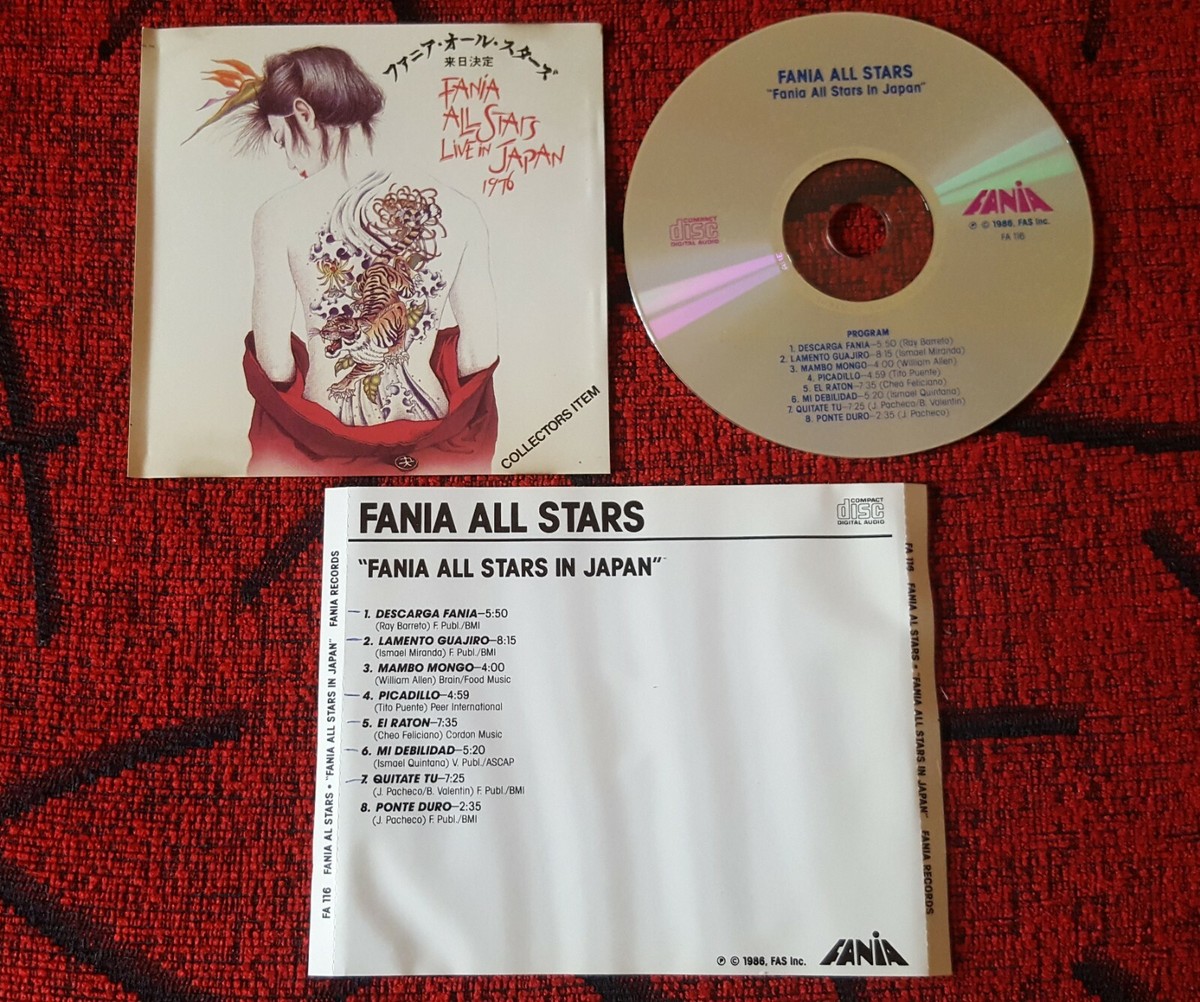 ファニア・オール・スターズ
来日決定
FANIA
ALL STARS
LIVE IN JAPAN
1976
COLLECTORS ITEM
FANIA ALL STARS
"Fania All Stars In Japan"
COMPACT
disc
DIGITAL AUDIO
FANIA
℗ © 1986, FAS Inc.
FA 116
PROGRAM
1. DESCARGA FANIA—5:50 (Ray Barreto)
2. LAMENTO GUAJIRO—8:15 (Ismael Miranda)
3. MAMBO MONGO—4:00 (William Allen)
4. PICADILLO—4:59 (Tito Puente)
5. EL RATON—7:35 (Cheo Feliciano)
6. MI DEBILIDAD—5:20 (Ismael Quintana)
7. QUITATE TU—7:25 (J. Pacheco/B. Valentin)
8. PONTE DURO—2:35 (J. Pacheco)
FANIA ALL STARS
COMPACT
disc
DIGITAL AUDIO
"FANIA ALL STARS IN JAPAN"
1. DESCARGA FANIA—5:50
(Ray Barreto) F. Publ./BMI
2. LAMENTO GUAJIRO—8:15
(Ismael Miranda) F. Publ./BMI
3. MAMBO MONGO—4:00
(William Allen) Brain/Food Music
4. PICADILLO—4:59
(Tito Puente) Peer International
5. El RATON—7:35
(Cheo Feliciano) Cordon Music
6. MI DEBILIDAD—5:20
(Ismael Quintana) V. Publ./ASCAP
7. QUITATE TU—7:25
(J. Pacheco/B. Valentin) F. Publ./BMI
8. PONTE DURO—2:35
(J. Pacheco) F. Publ./BMI
℗ © 1986, FAS Inc.
FANIA
FA 116 FANIA AL STARS • "FANIA ALL STARS IN JAPAN" FANIA RECORDS
FA 116 FANIA AL STARS • "FANIA ALL STARS IN JAPAN" FANIA RECORDS